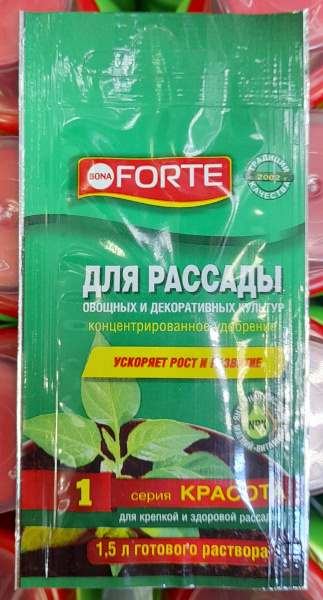 BONA
FORTE
ТРАДИЦИИ
2002 г.
КАЧЕСТВА
ДЛЯ РАССАДЫ
ОВОЩНЫХ И ДЕКОРАТИВНЫХ КУЛЬТУР
концентрированное удобрение
УСКОРЯЕТ РОСТ И РАЗВИТИЕ
NPK
1
серия КРАСОТА
для крепкой и здоровой рассады
1,5 л готового раствора